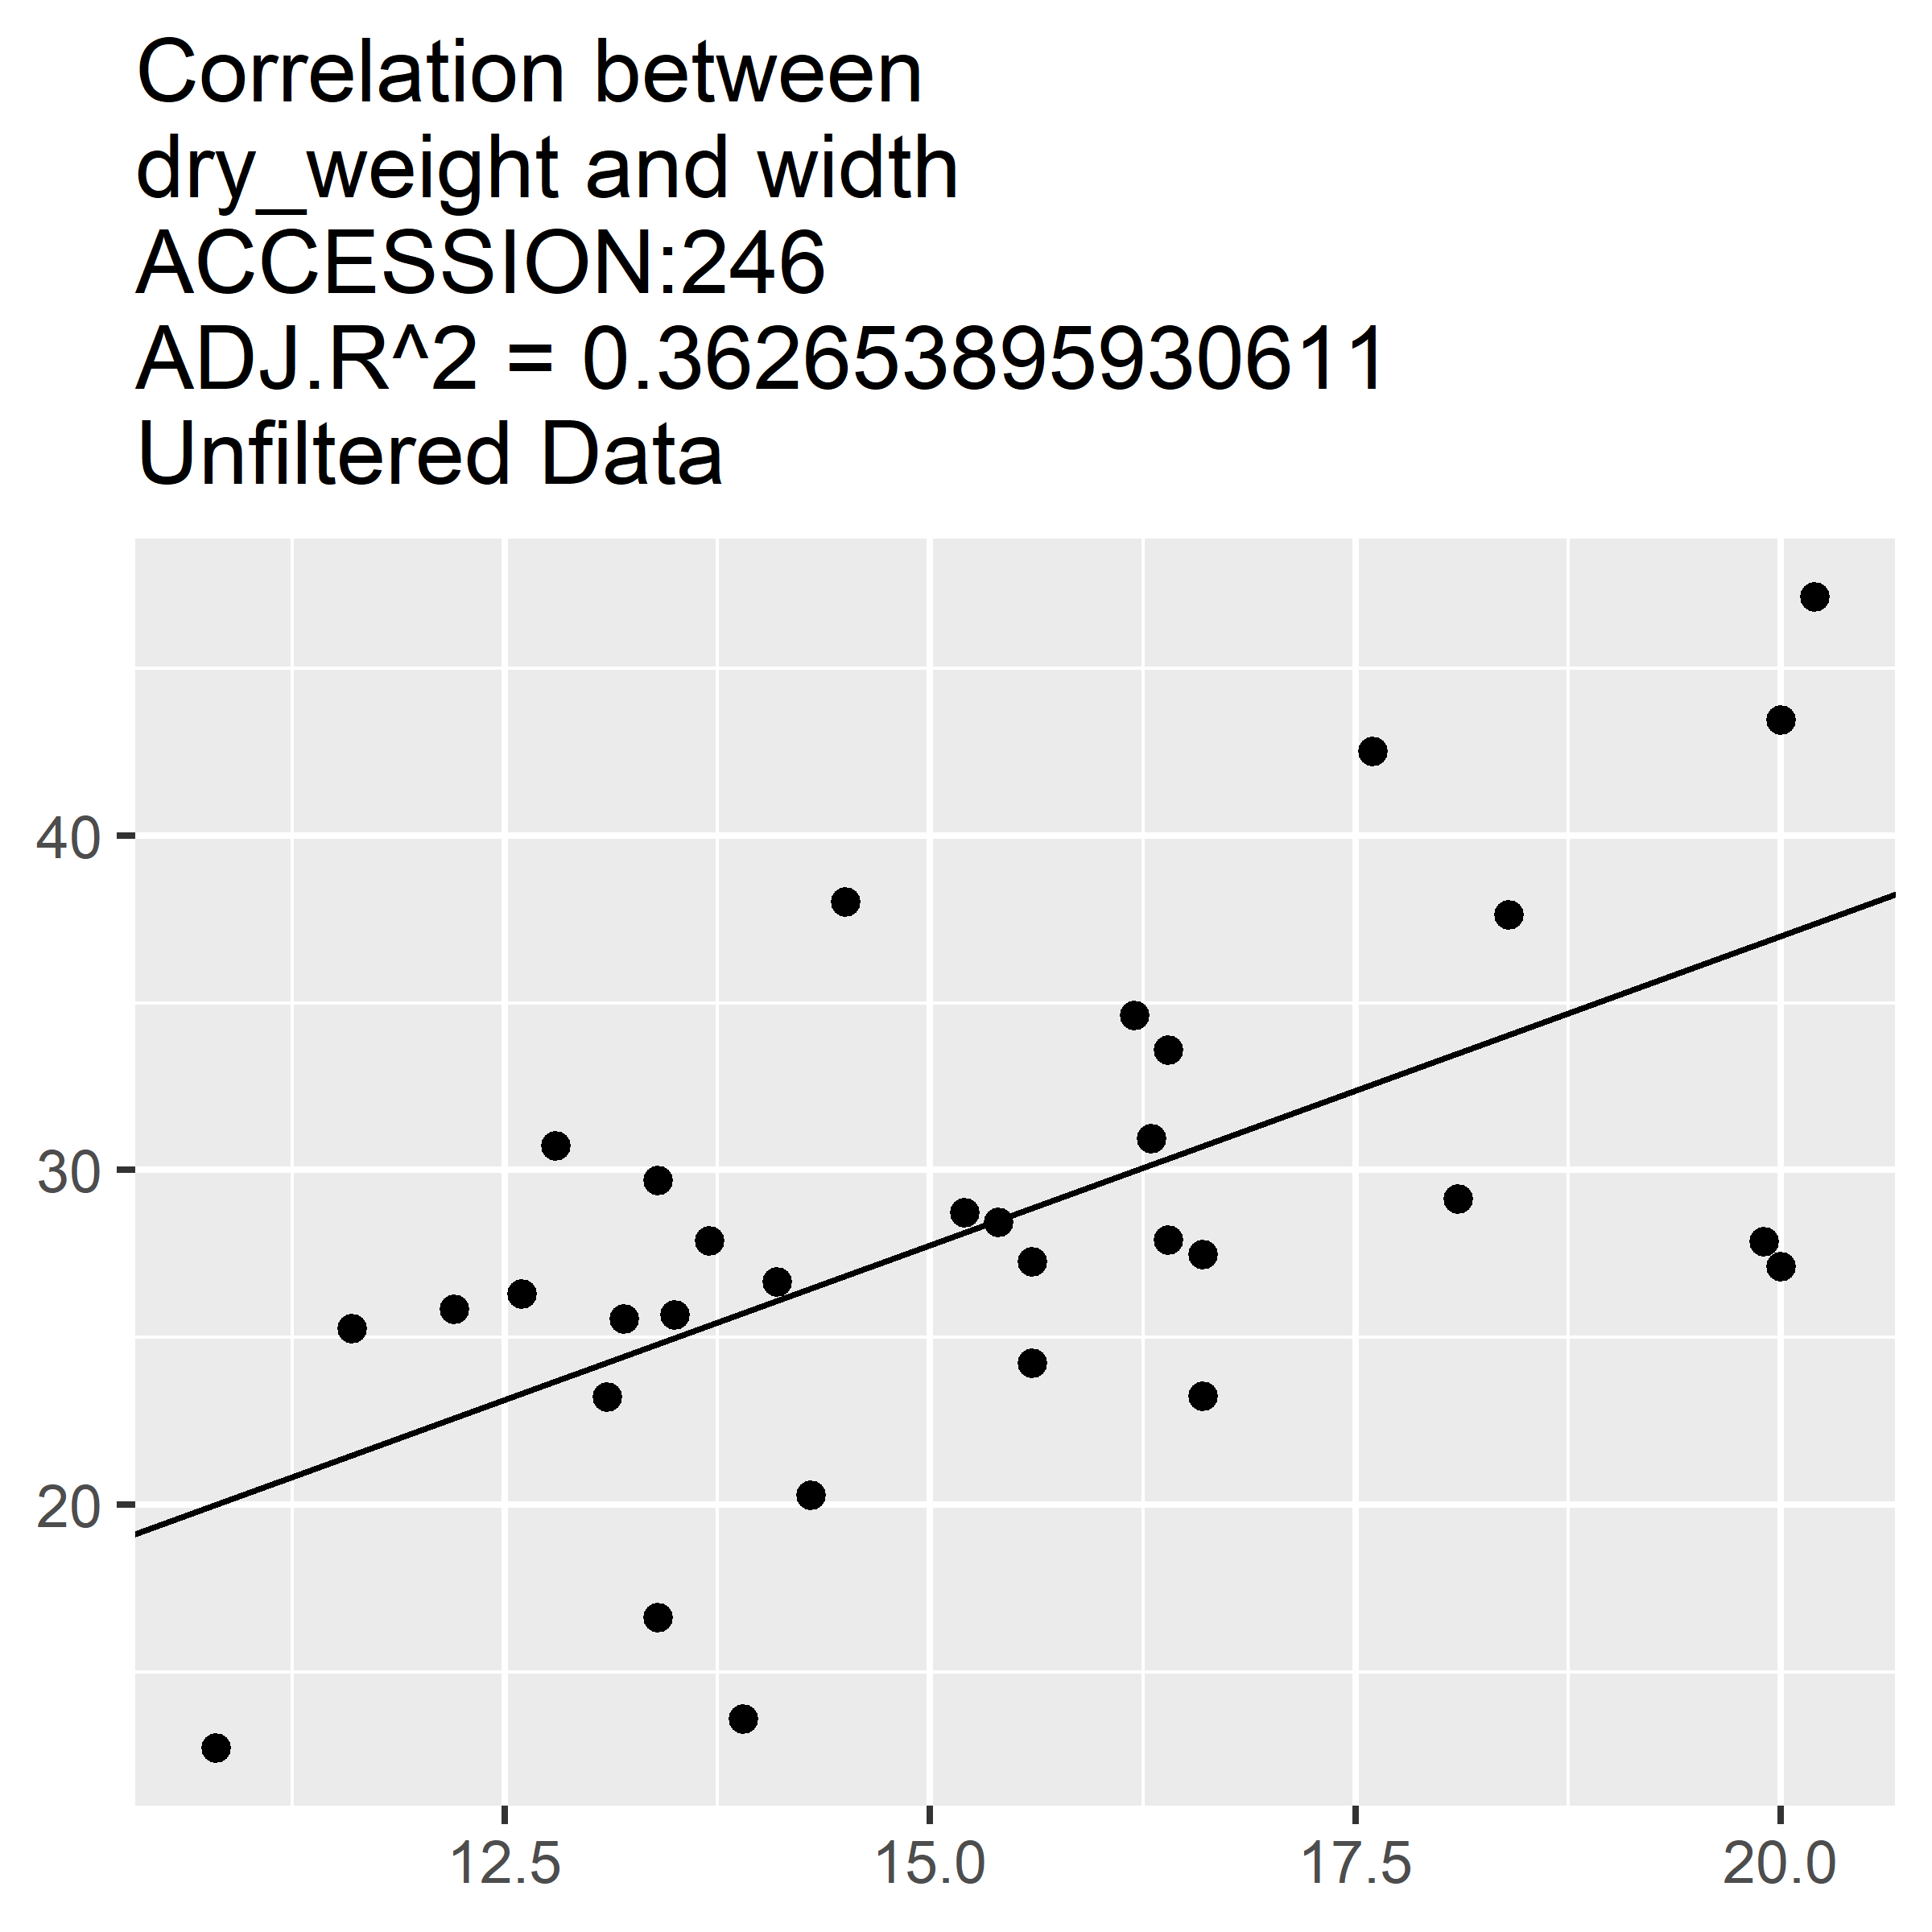 Correlation between
dry_weight and width
ACCESSION:246
ADJ.R^2 = 0.362653895930611
Unfiltered Data
40
30
20
12.5 15.0 17.5 20.0